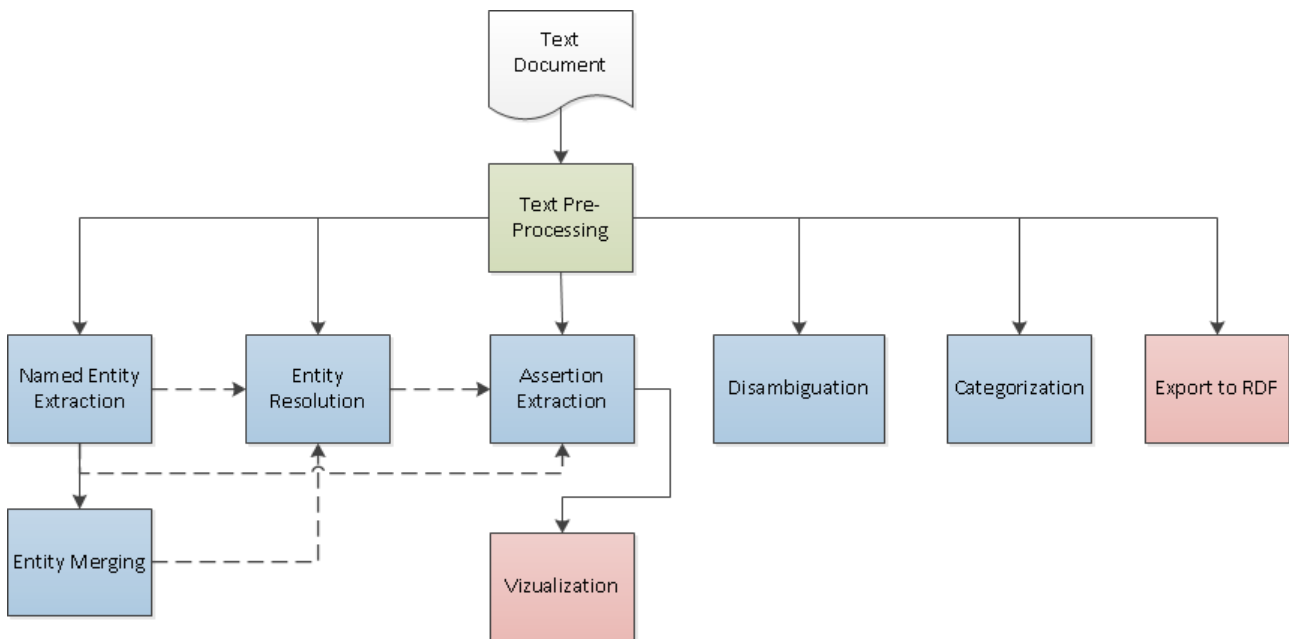 Text
Document
Text Pre-
Processing
Named Entity
Extraction
Entity
Resolution
Assertion
Extraction
Disambiguation
Categorization
Export to RDF
Entity Merging
Vizualization